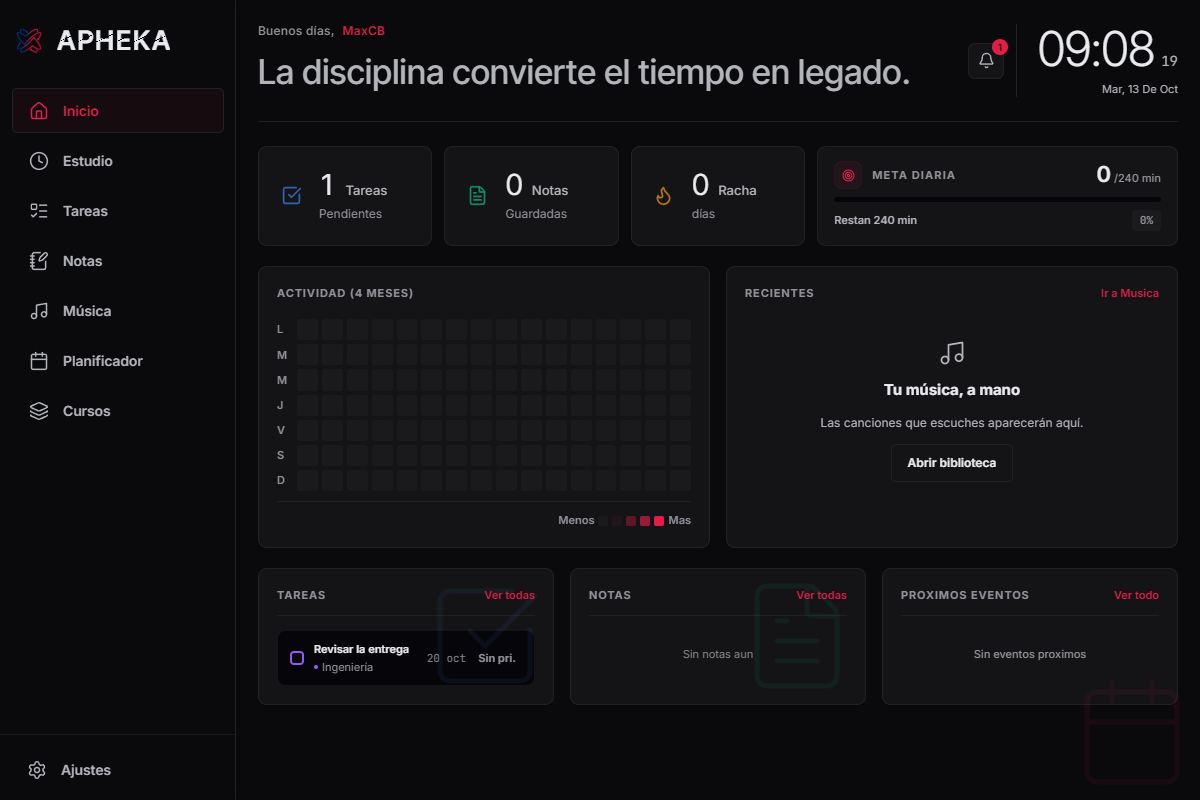 APHEKA
Inicio
Estudio
Tareas
Notas
Música
Planificador
Cursos
Ajustes
Buenos días, MaxCB
La disciplina convierte el tiempo en legado.
1
09:08 19
Mar, 13 De Oct
1 Tareas
Pendientes
0 Notas
Guardadas
0 Racha
días
META DIARIA
0 /240 min
Restan 240 min
0%
ACTIVIDAD (4 MESES)
L
M
M
J
V
S
D
Menos
Mas
RECIENTES
Ir a Musica
Tu música, a mano
Las canciones que escuches aparecerán aquí.
Abrir biblioteca
TAREAS
Ver todas
Revisar la entrega
• Ingeniería
20 oct
Sin pri.
NOTAS
Ver todas
Sin notas aun
PROXIMOS EVENTOS
Ver todo
Sin eventos proximos